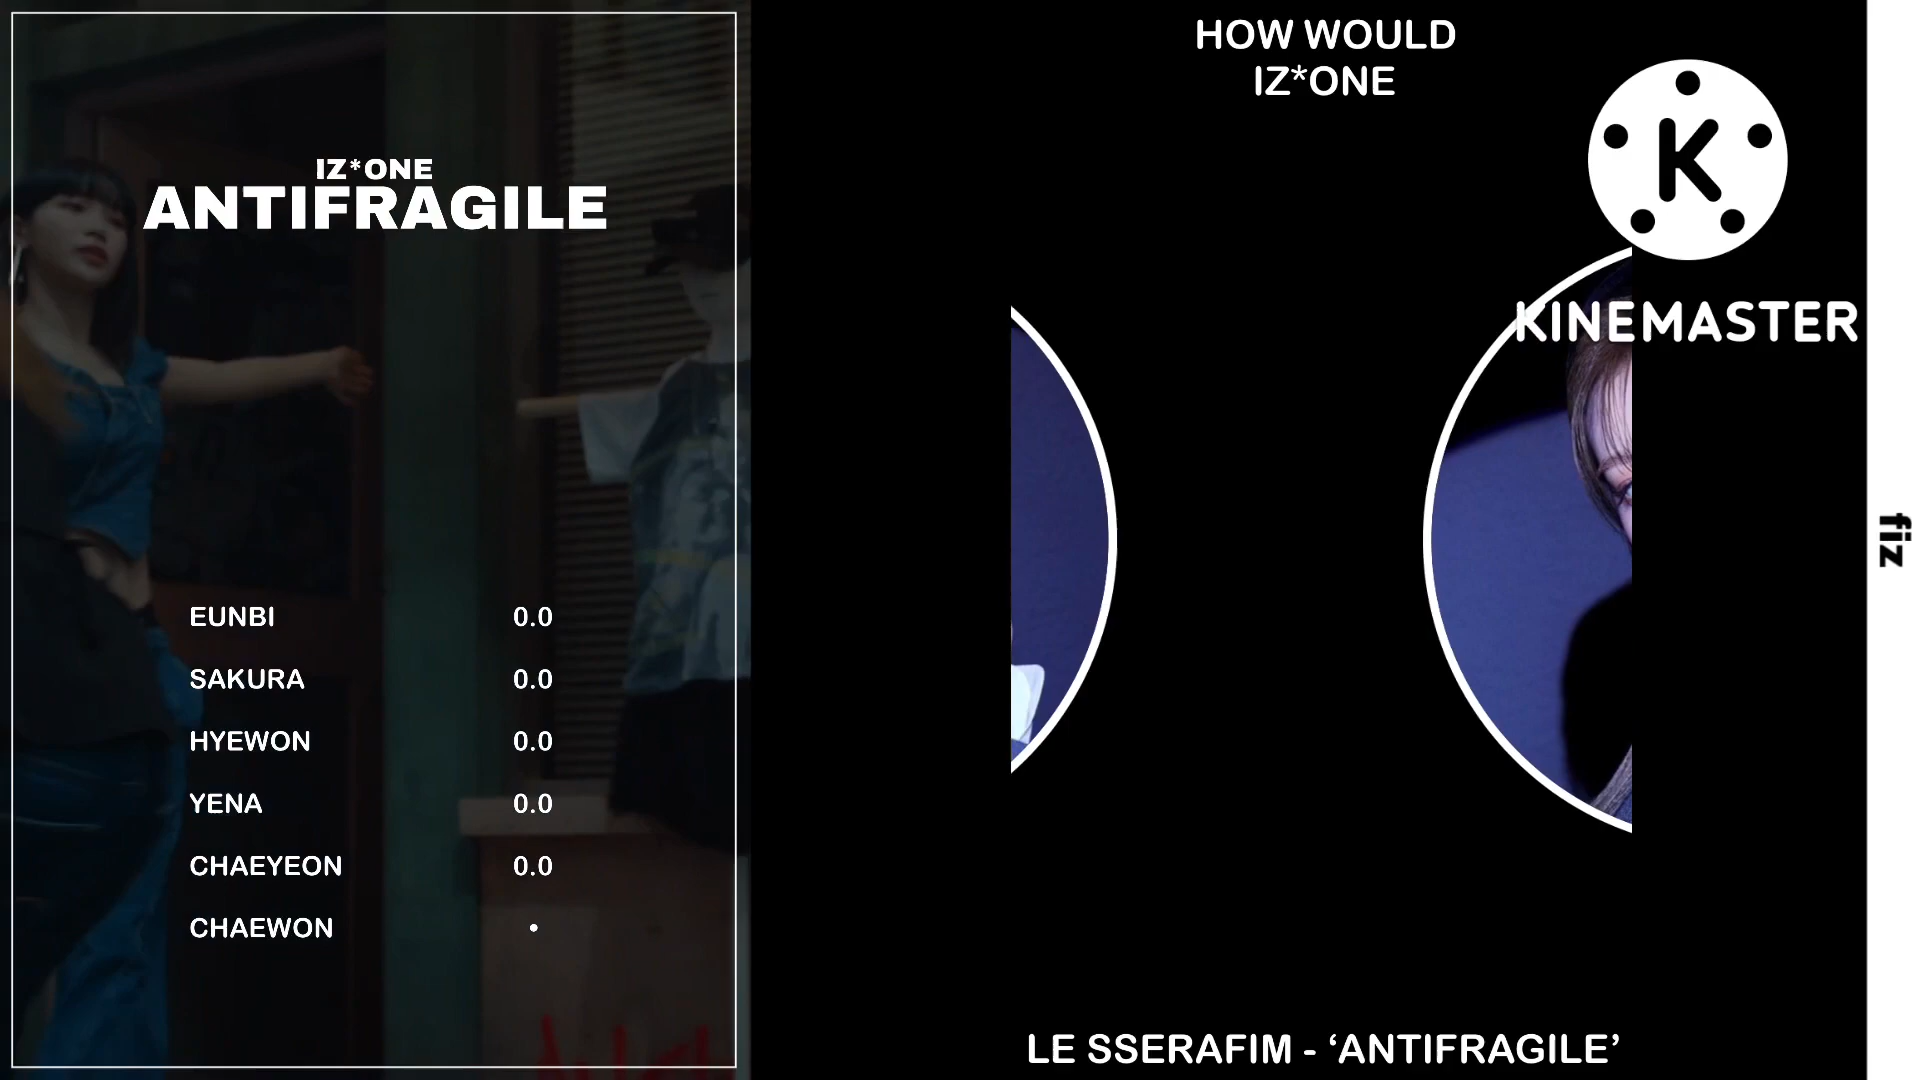 IZ*ONE
ANTIFRAGILE
EUNBI 0.0
SAKURA 0.0
HYEWON 0.0
YENA 0.0
CHAEYEON 0.0
CHAEWON •
HOW WOULD
IZ*ONE
K
KINEMASTER
LE SSERAFIM - ‘ANTIFRAGILE’
fiz